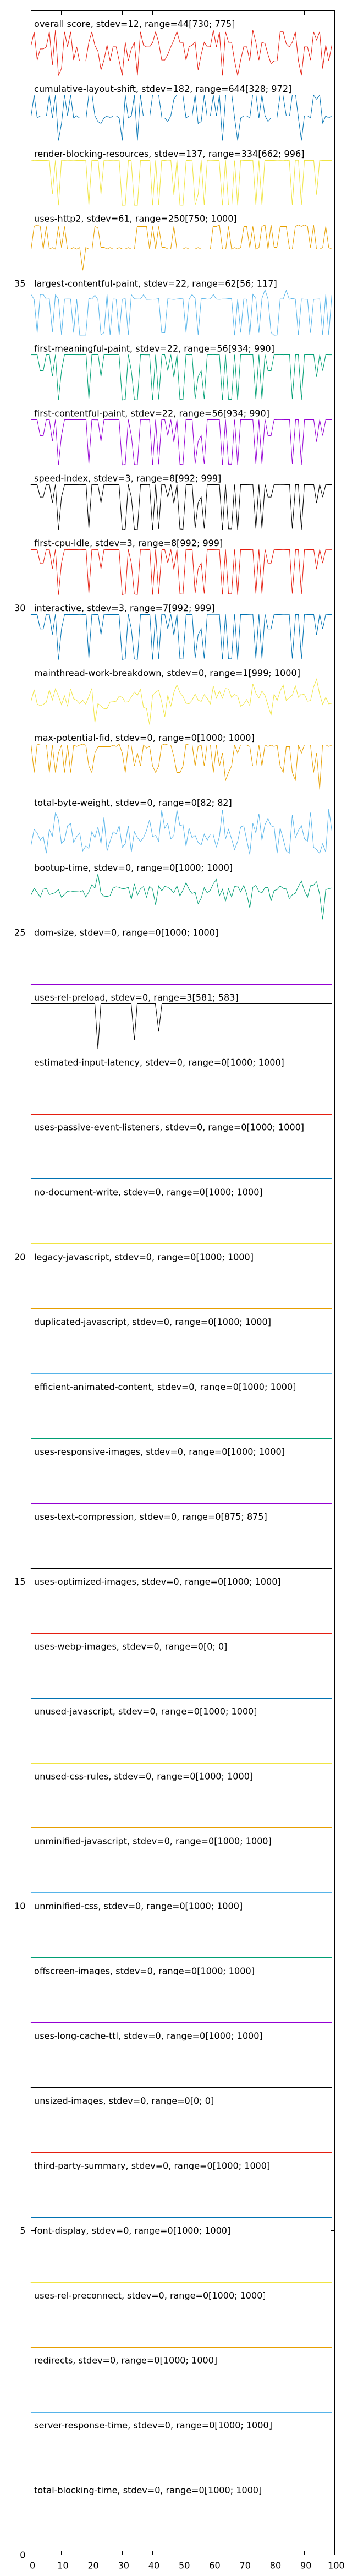 overall score, stdev=12, range=44[730; 775]
cumulative-layout-shift, stdev=182, range=644[328; 972]
render-blocking-resources, stdev=137, range=334[662; 996]
uses-http2, stdev=61, range=250[750; 1000]
35
largest-contentful-paint, stdev=22, range=62[56; 117]
first-meaningful-paint, stdev=22, range=56[934; 990]
first-contentful-paint, stdev=22, range=56[934; 990]
speed-index, stdev=3, range=8[992; 999]
first-cpu-idle, stdev=3, range=8[992; 999]
30
interactive, stdev=3, range=7[992; 999]
mainthread-work-breakdown, stdev=0, range=1[999; 1000]
max-potential-fid, stdev=0, range=0[1000; 1000]
total-byte-weight, stdev=0, range=0[82; 82]
bootup-time, stdev=0, range=0[1000; 1000]
25
dom-size, stdev=0, range=0[1000; 1000]
uses-rel-preload, stdev=0, range=3[581; 583]
estimated-input-latency, stdev=0, range=0[1000; 1000]
uses-passive-event-listeners, stdev=0, range=0[1000; 1000]
no-document-write, stdev=0, range=0[1000; 1000]
20
legacy-javascript, stdev=0, range=0[1000; 1000]
duplicated-javascript, stdev=0, range=0[1000; 1000]
efficient-animated-content, stdev=0, range=0[1000; 1000]
uses-responsive-images, stdev=0, range=0[1000; 1000]
uses-text-compression, stdev=0, range=0[875; 875]
15
uses-optimized-images, stdev=0, range=0[1000; 1000]
uses-webp-images, stdev=0, range=0[0; 0]
unused-javascript, stdev=0, range=0[1000; 1000]
unused-css-rules, stdev=0, range=0[1000; 1000]
unminified-javascript, stdev=0, range=0[1000; 1000]
10
unminified-css, stdev=0, range=0[1000; 1000]
offscreen-images, stdev=0, range=0[1000; 1000]
uses-long-cache-ttl, stdev=0, range=0[1000; 1000]
unsized-images, stdev=0, range=0[0; 0]
third-party-summary, stdev=0, range=0[1000; 1000]
5
font-display, stdev=0, range=0[1000; 1000]
uses-rel-preconnect, stdev=0, range=0[1000; 1000]
redirects, stdev=0, range=0[1000; 1000]
server-response-time, stdev=0, range=0[1000; 1000]
total-blocking-time, stdev=0, range=0[1000; 1000]
0
0 10 20 30 40 50 60 70 80 90 100